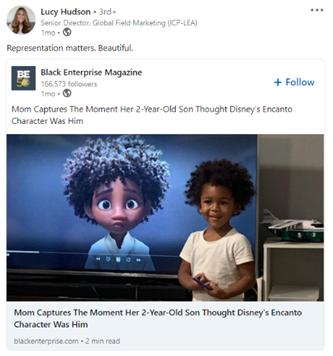 Lucy Hudson • 3rd+
Senior Director, Global Field Marketing (ICP-LEA)
1mo •
Representation matters. Beautiful.
BE
50
Black Enterprise Magazine
166,573 followers
1mo •
+ Follow
Mom Captures The Moment Her 2-Year-Old Son Thought Disney's Encanto
Character Was Him
Mom Captures The Moment Her 2-Year-Old Son Thought Disney's Encanto
Character Was Him
blackenterprise.com • 2 min read